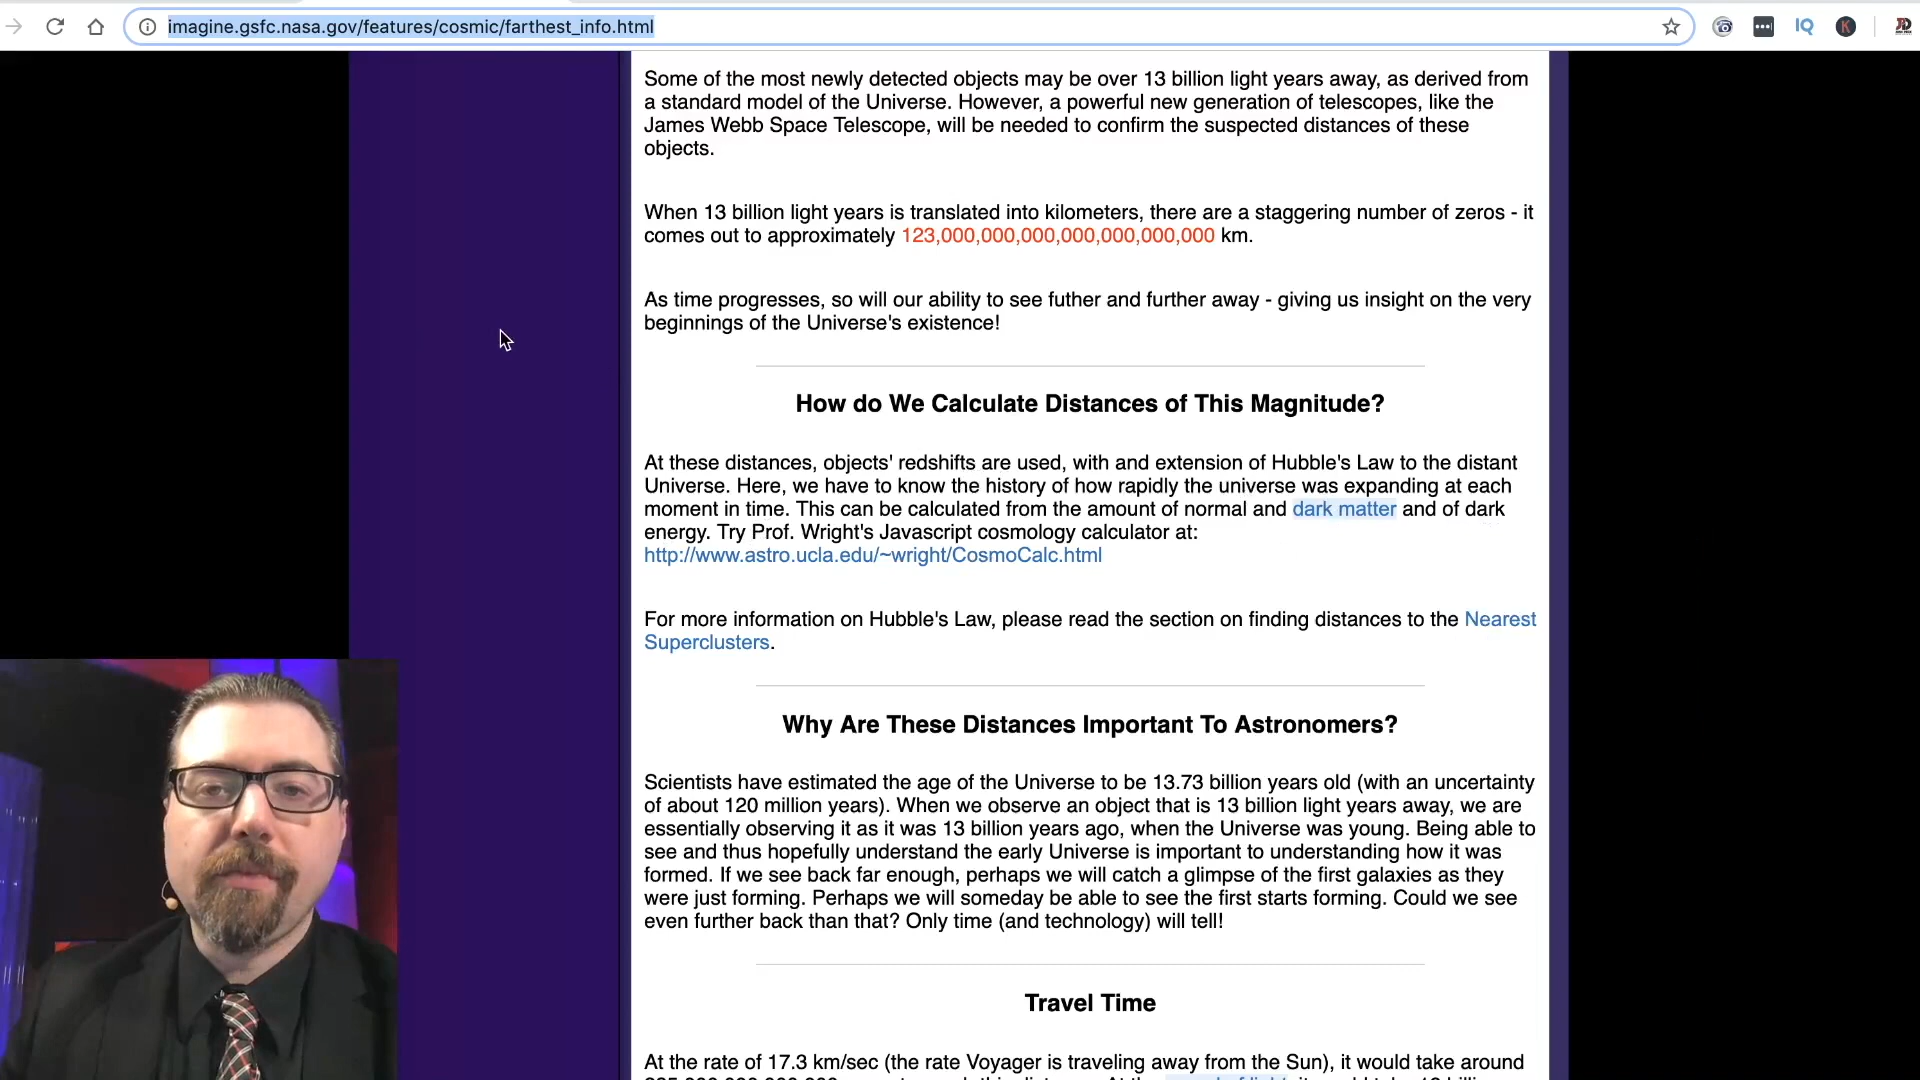 imagine.gsfc.nasa.gov/features/cosmic/farthest_info.html
IQ
K
Some of the most newly detected objects may be over 13 billion light years away, as derived from
a standard model of the Universe. However, a powerful new generation of telescopes, like the
James Webb Space Telescope, will be needed to confirm the suspected distances of these
objects.
When 13 billion light years is translated into kilometers, there are a staggering number of zeros - it
comes out to approximately 123,000,000,000,000,000,000,000 km.
As time progresses, so will our ability to see futher and further away - giving us insight on the very
beginnings of the Universe's existence!
How do We Calculate Distances of This Magnitude?
At these distances, objects' redshifts are used, with and extension of Hubble's Law to the distant
Universe. Here, we have to know the history of how rapidly the universe was expanding at each
moment in time. This can be calculated from the amount of normal and dark matter and of dark
energy. Try Prof. Wright's Javascript cosmology calculator at:
http://www.astro.ucla.edu/~wright/CosmoCalc.html
For more information on Hubble's Law, please read the section on finding distances to the Nearest
Superclusters.
Why Are These Distances Important To Astronomers?
Scientists have estimated the age of the Universe to be 13.73 billion years old (with an uncertainty
of about 120 million years). When we observe an object that is 13 billion light years away, we are
essentially observing it as it was 13 billion years ago, when the Universe was young. Being able to
see and thus hopefully understand the early Universe is important to understanding how it was
formed. If we see back far enough, perhaps we will catch a glimpse of the first galaxies as they
were just forming. Perhaps we will someday be able to see the first starts forming. Could we see
even further back than that? Only time (and technology) will tell!
Travel Time
At the rate of 17.3 km/sec (the rate Voyager is traveling away from the Sun), it would take around